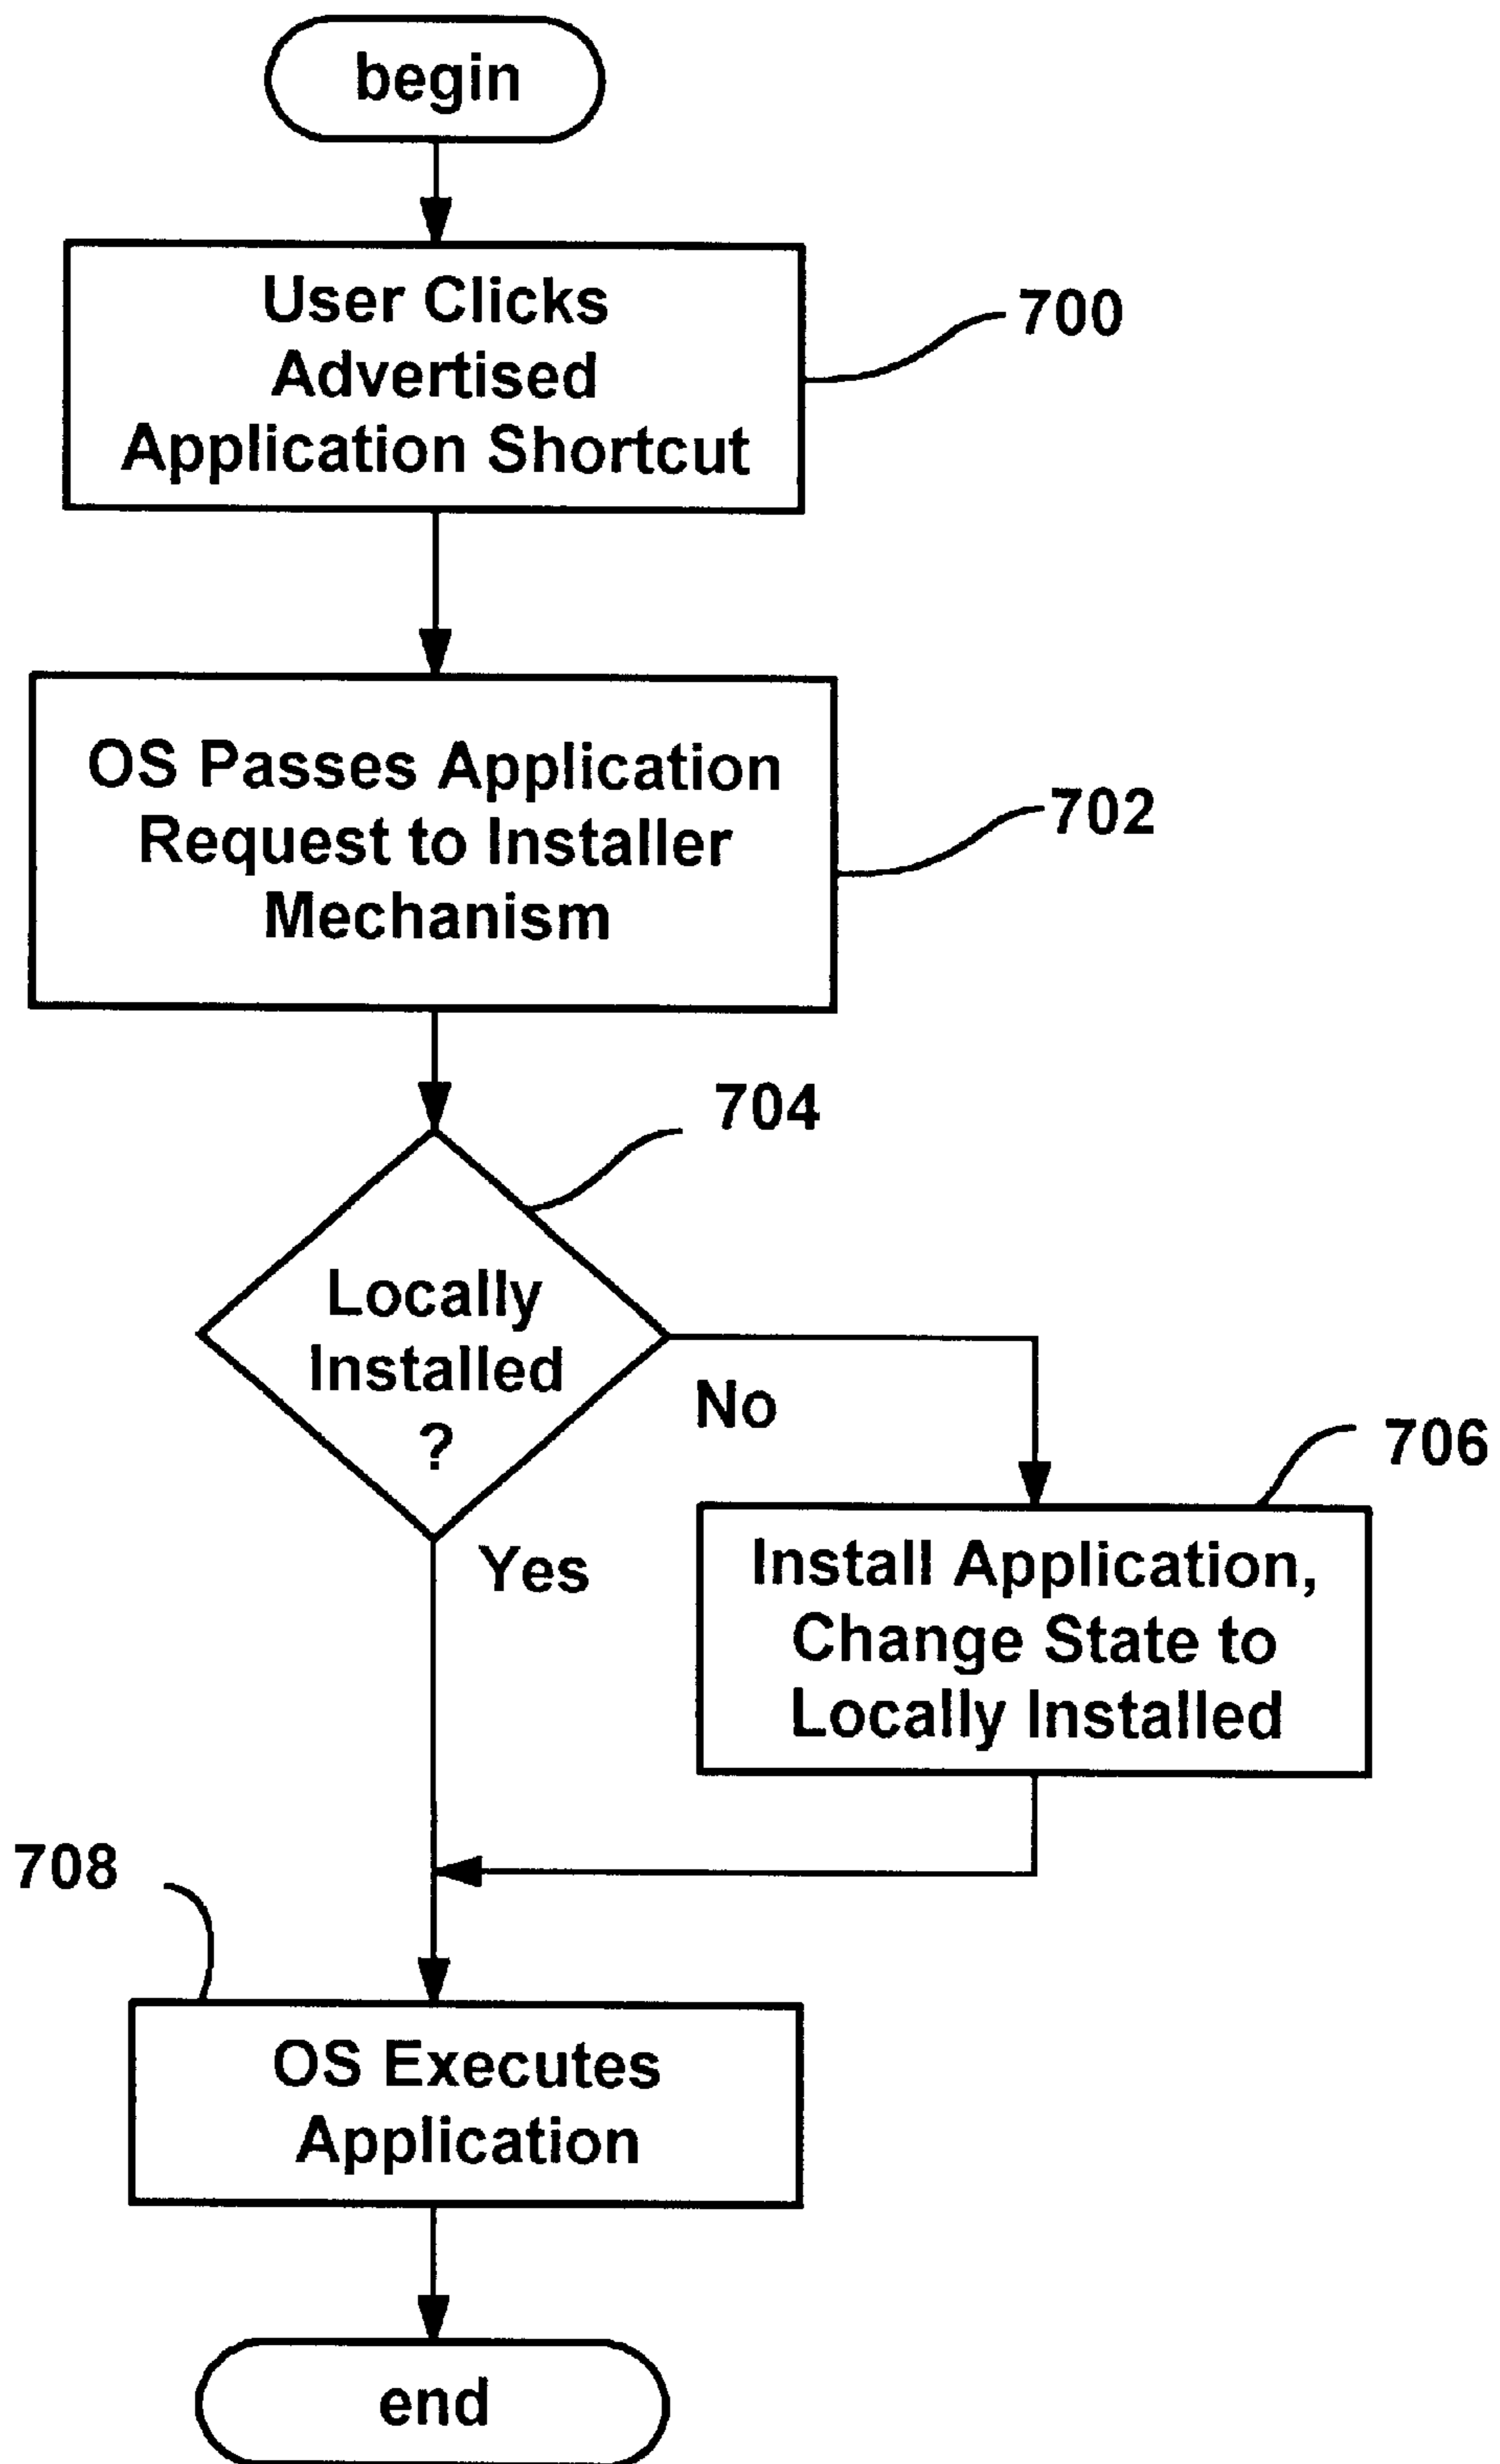 begin
User Clicks
Advertised
Application Shortcut
700
OS Passes Application
Request to Installer
Mechanism
702
704
Locally
Installed
?
No
Yes
706
Install Application,
Change State to
Locally Installed
708
OS Executes
Application
end